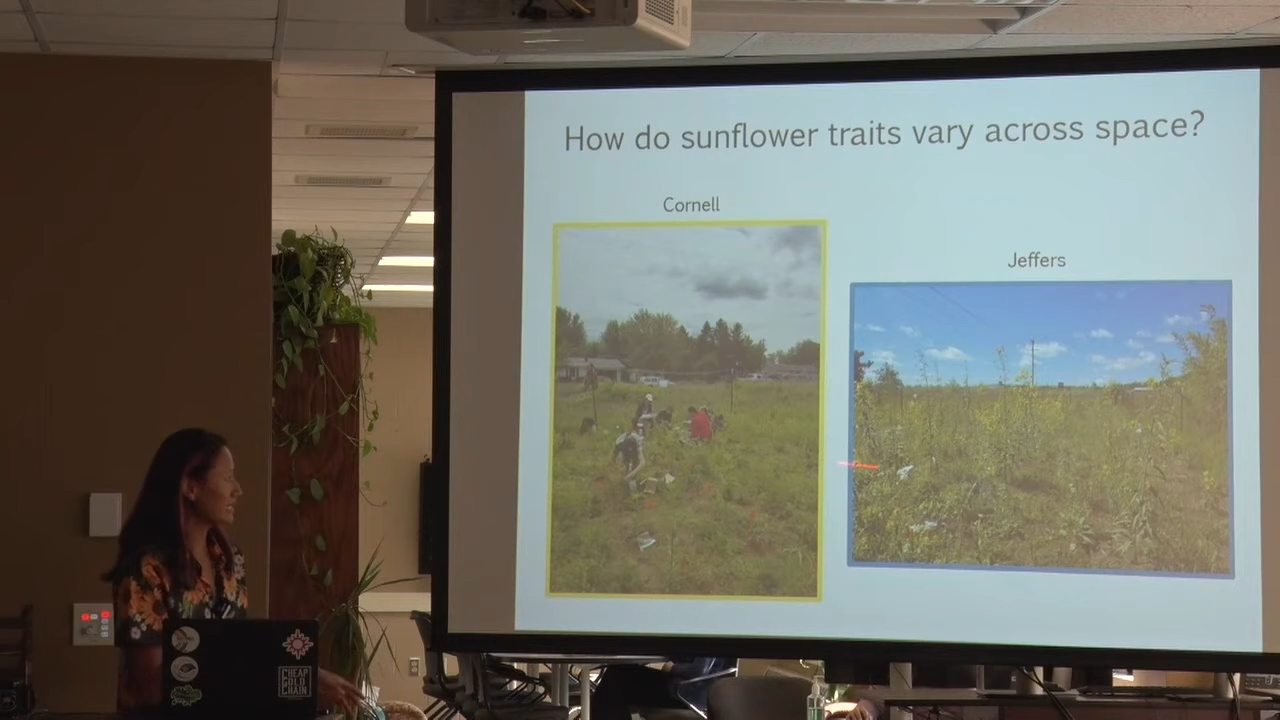 How do sunflower traits vary across space?
Cornell
Jeffers
CHEAP
CHAIN